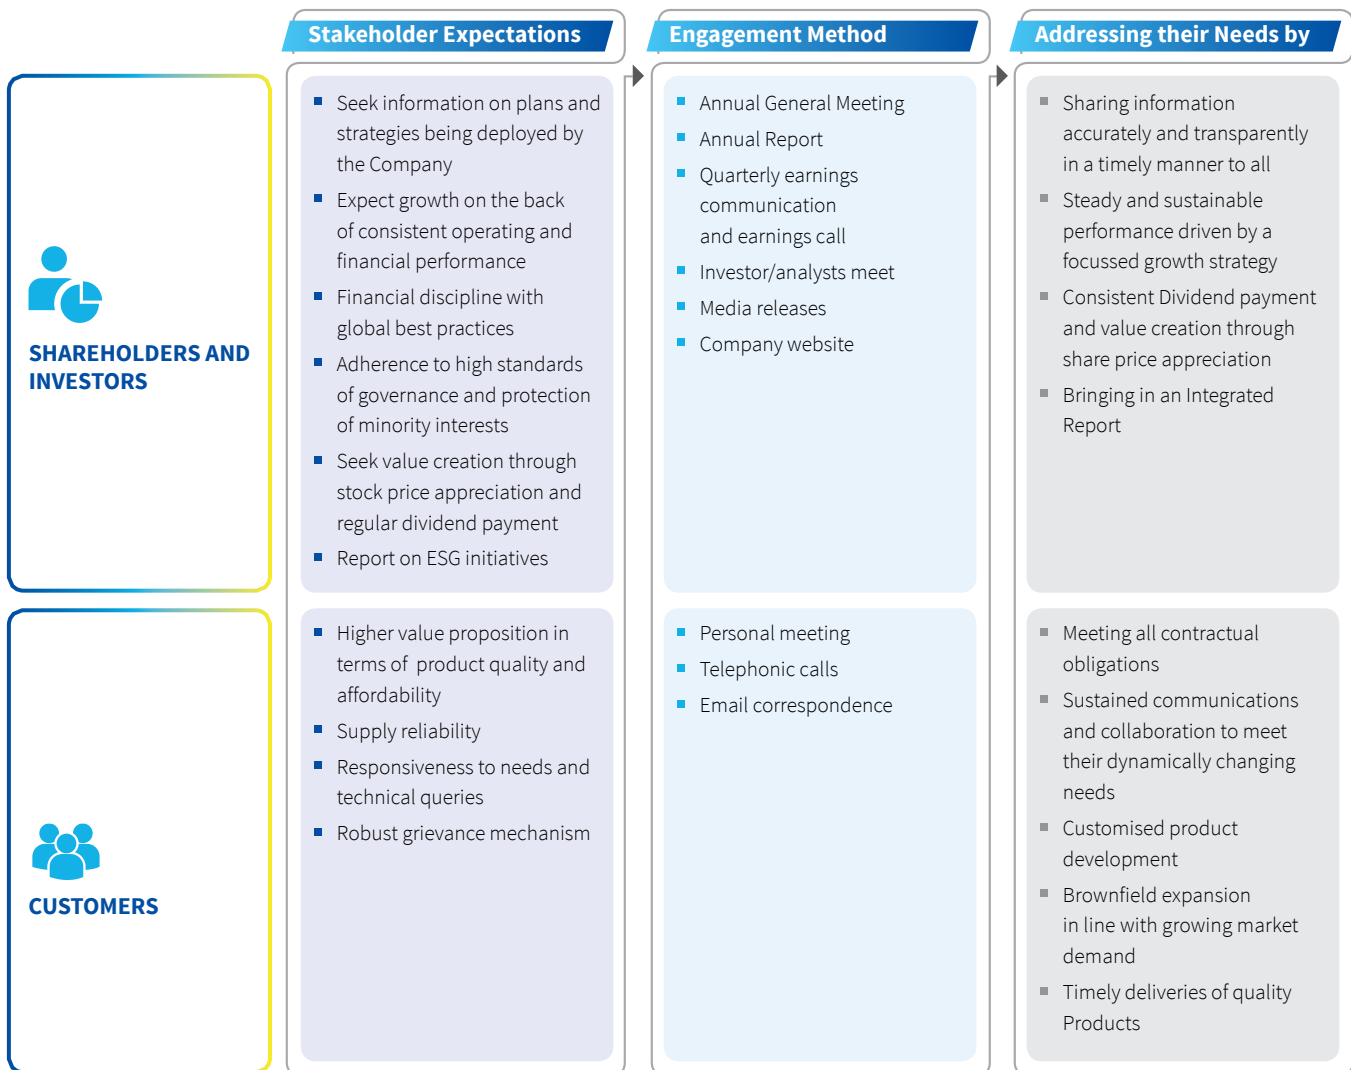 Stakeholder Expectations
Engagement Method
Addressing their Needs by
SHAREHOLDERS AND
INVESTORS
Seek information on plans and
strategies being deployed by
the Company
Expect growth on the back
of consistent operating and
financial performance
Financial discipline with
global best practices
Adherence to high standards
of governance and protection
of minority interests
Seek value creation through
stock price appreciation and
regular dividend payment
Report on ESG initiatives
Annual General Meeting
Annual Report
Quarterly earnings
communication
and earnings call
Investor/analysts meet
Media releases
Company website
Sharing information
accurately and transparently
in a timely manner to all
Steady and sustainable
performance driven by a
focussed growth strategy
Consistent Dividend payment
and value creation through
share price appreciation
Bringing in an Integrated
Report
CUSTOMERS
Higher value proposition in
terms of product quality and
affordability
Supply reliability
Responsiveness to needs and
technical queries
Robust grievance mechanism
Personal meeting
Telephonic calls
Email correspondence
Meeting all contractual
obligations
Sustained communications
and collaboration to meet
their dynamically changing
needs
Customised product
development
Brownfield expansion
in line with growing market
demand
Timely deliveries of quality
Products